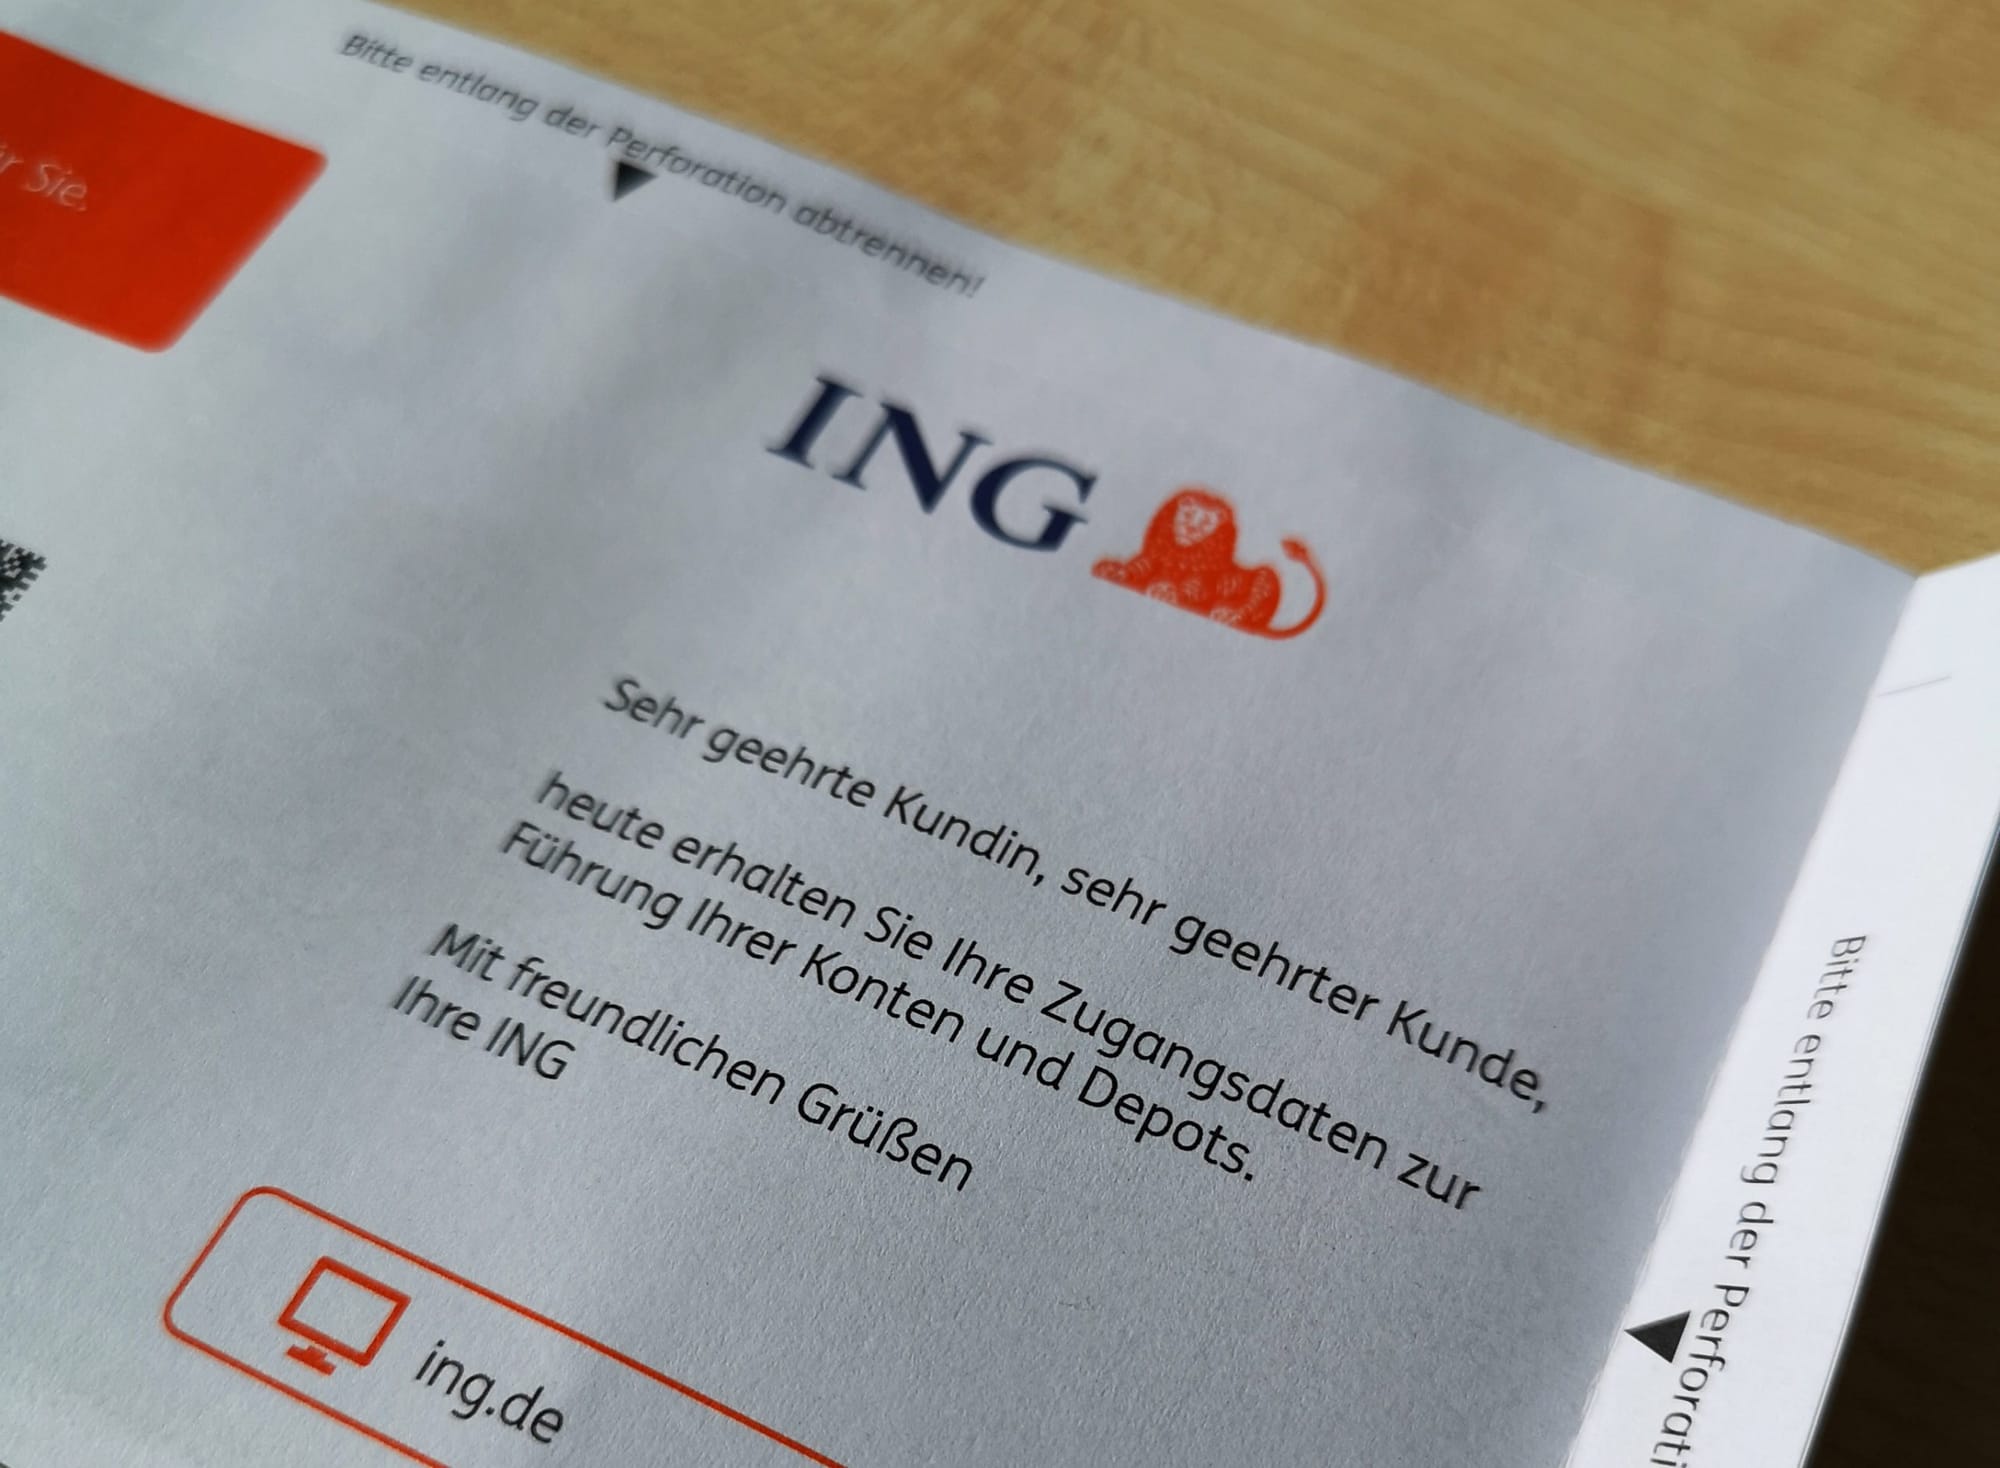 Bitte entlang der Perforation abtrennen!
Sie.
ING
Sehr geehrte Kundin, sehr geehrter Kunde,
heute erhalten Sie Ihre Zugangsdaten zur
Führung Ihrer Konten und Depots.
Mit freundlichen Grüßen
Ihre ING
ing.de
Bitte entlang der Perforati